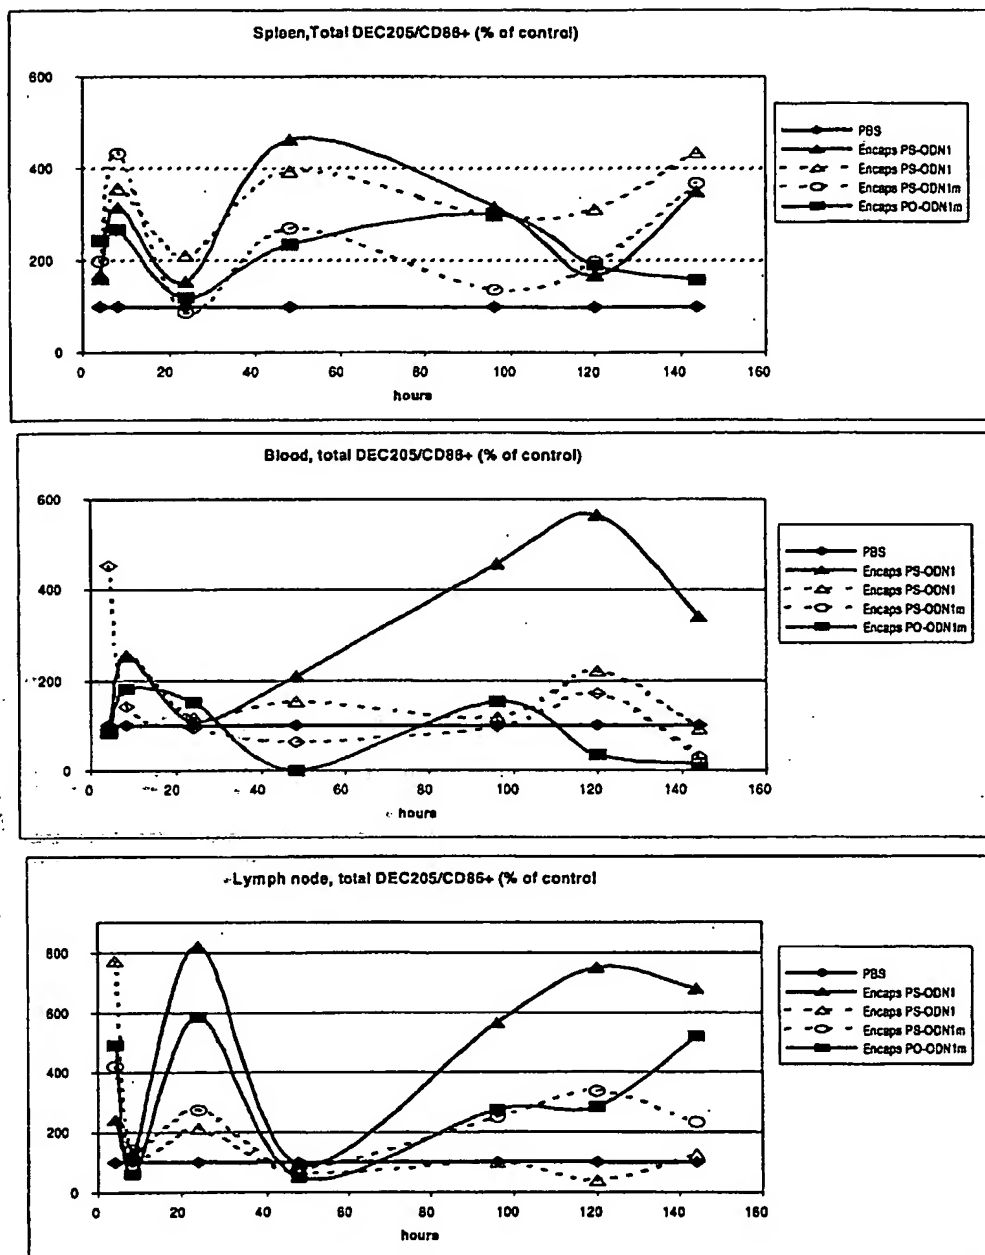 Spleen,Total DEC205/CD86+ (% of control)
600
400
200
0
0 20 40 60 80 100 120 140 160
hours
PBS
Encaps PS-ODN1
Encaps PS-ODN1
Encaps PS-ODN1m
Encaps PO-ODN1m
Blood, total DEC205/CD86+ (% of control)
600
400
200
0
0 20 40 60 80 100 120 140 160
hours
PBS
Encaps PS-ODN1
Encaps PS-ODN1
Encaps PS-ODN1m
Encaps PO-ODN1m
Lymph node, total DEC205/CD86+ (% of control
800
600
400
200
0
0 20 40 60 80 100 120 140 160
hours
PBS
Encaps PS-ODN1
Encaps PS-ODN1
Encaps PS-ODN1m
Encaps PO-ODN1m